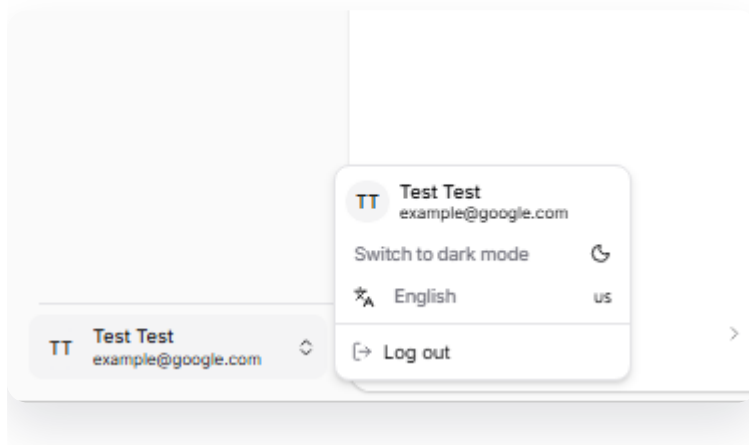 TT
Test Test
example@google.com
Switch to dark mode
English
us
Log out
TT
Test Test
example@google.com